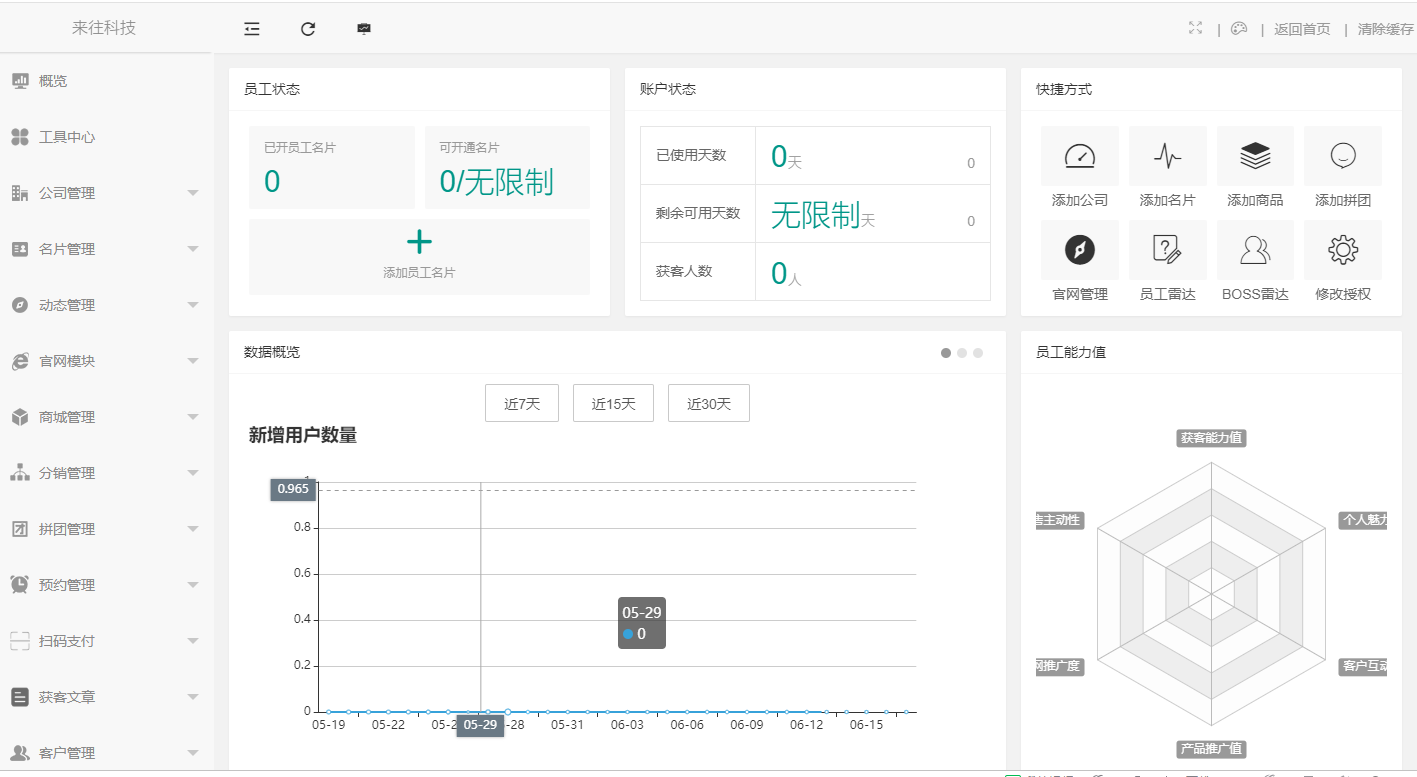 来往科技
| | 返回首页 | 清除缓存
概览
工具中心
公司管理
名片管理
动态管理
官网模块
商城管理
分销管理
拼团管理
预约管理
扫码支付
获客文章
客户管理
员工状态
已开员工名片
0
可开通名片
0/无限制
添加员工名片
账户状态
已使用天数 0天 0
剩余可用天数 无限制天 0
获客人数 0人
快捷方式
添加公司 添加名片 添加商品 添加拼团
官网管理 员工雷达 BOSS雷达 修改授权
数据概览
近7天 近15天 近30天
新增用户数量
0.965
0.8
0.6
0.4
0.2
0
05-29
0
05-19 05-22 05-2 05-29 -28 05-31 06-03 06-06 06-09 06-12 06-15
员工能力值
获客能力值
主动性
个人魅力
推广度
客户互动
产品推广值